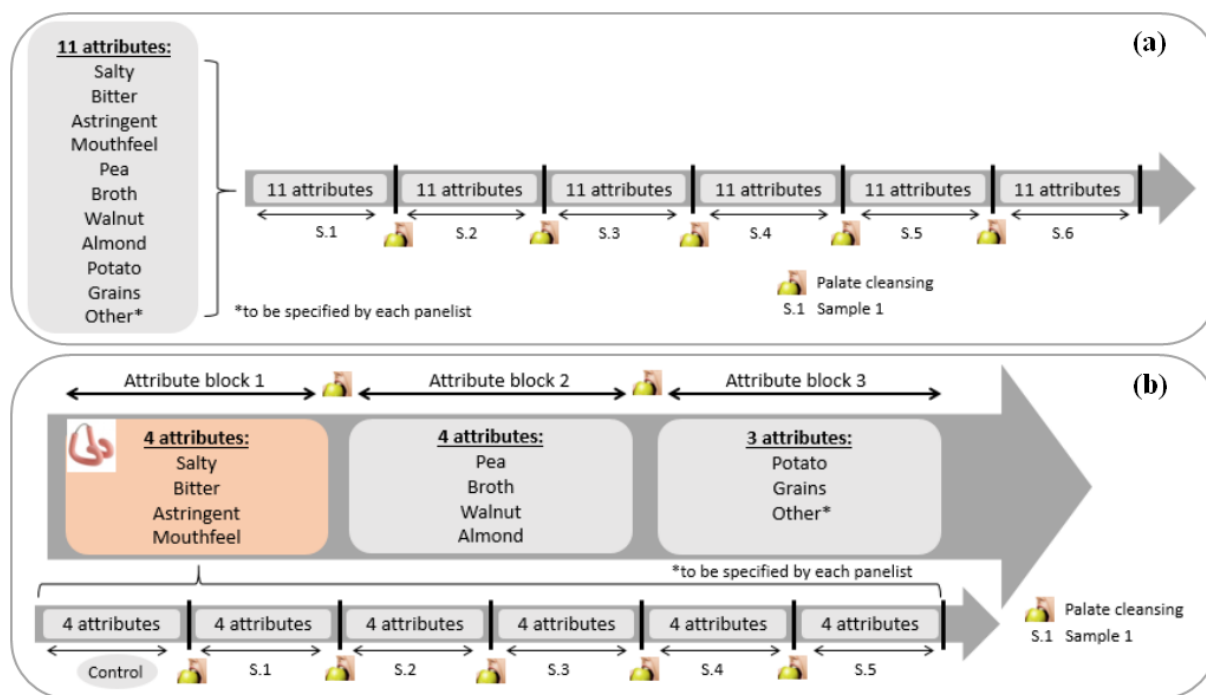 (a)
11 attributes:
Salty
Bitter
Astringent
Mouthfeel
Pea
Broth
Walnut
Almond
Potato
Grains
Other*
11 attributes 11 attributes 11 attributes 11 attributes 11 attributes 11 attributes
S.1 S.2 S.3 S.4 S.5 S.6
Palate cleansing
S.1 Sample 1
*to be specified by each panelist
(b)
Attribute block 1 Attribute block 2 Attribute block 3
4 attributes:
Salty
Bitter
Astringent
Mouthfeel
4 attributes:
Pea
Broth
Walnut
Almond
3 attributes:
Potato
Grains
Other*
*to be specified by each panelist
4 attributes 4 attributes 4 attributes 4 attributes 4 attributes 4 attributes
Control S.1 S.2 S.3 S.4 S.5
Palate cleansing
S.1 Sample 1